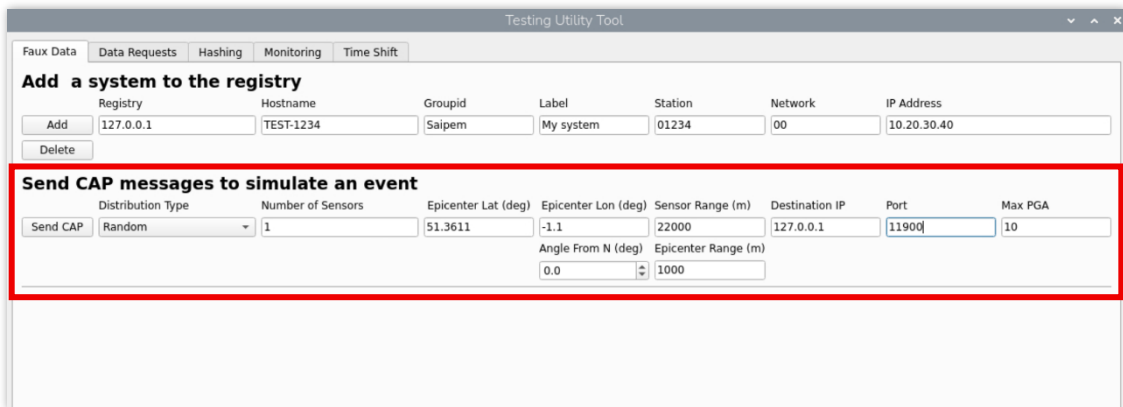 Testing Utility Tool
Faux Data Data Requests Hashing Monitoring Time Shift
Add a system to the registry
Registry Hostname Groupid Label Station Network IP Address
Add 127.0.0.1 TEST-1234 Saipem My system 01234 00 10.20.30.40
Delete
Send CAP messages to simulate an event
Distribution Type Number of Sensors Epicenter Lat (deg) Epicenter Lon (deg) Sensor Range (m) Destination IP Port Max PGA
Send CAP Random 1 51.3611 -1.1 22000 127.0.0.1 11900 10
Angle From N (deg) Epicenter Range (m)
0.0 1000